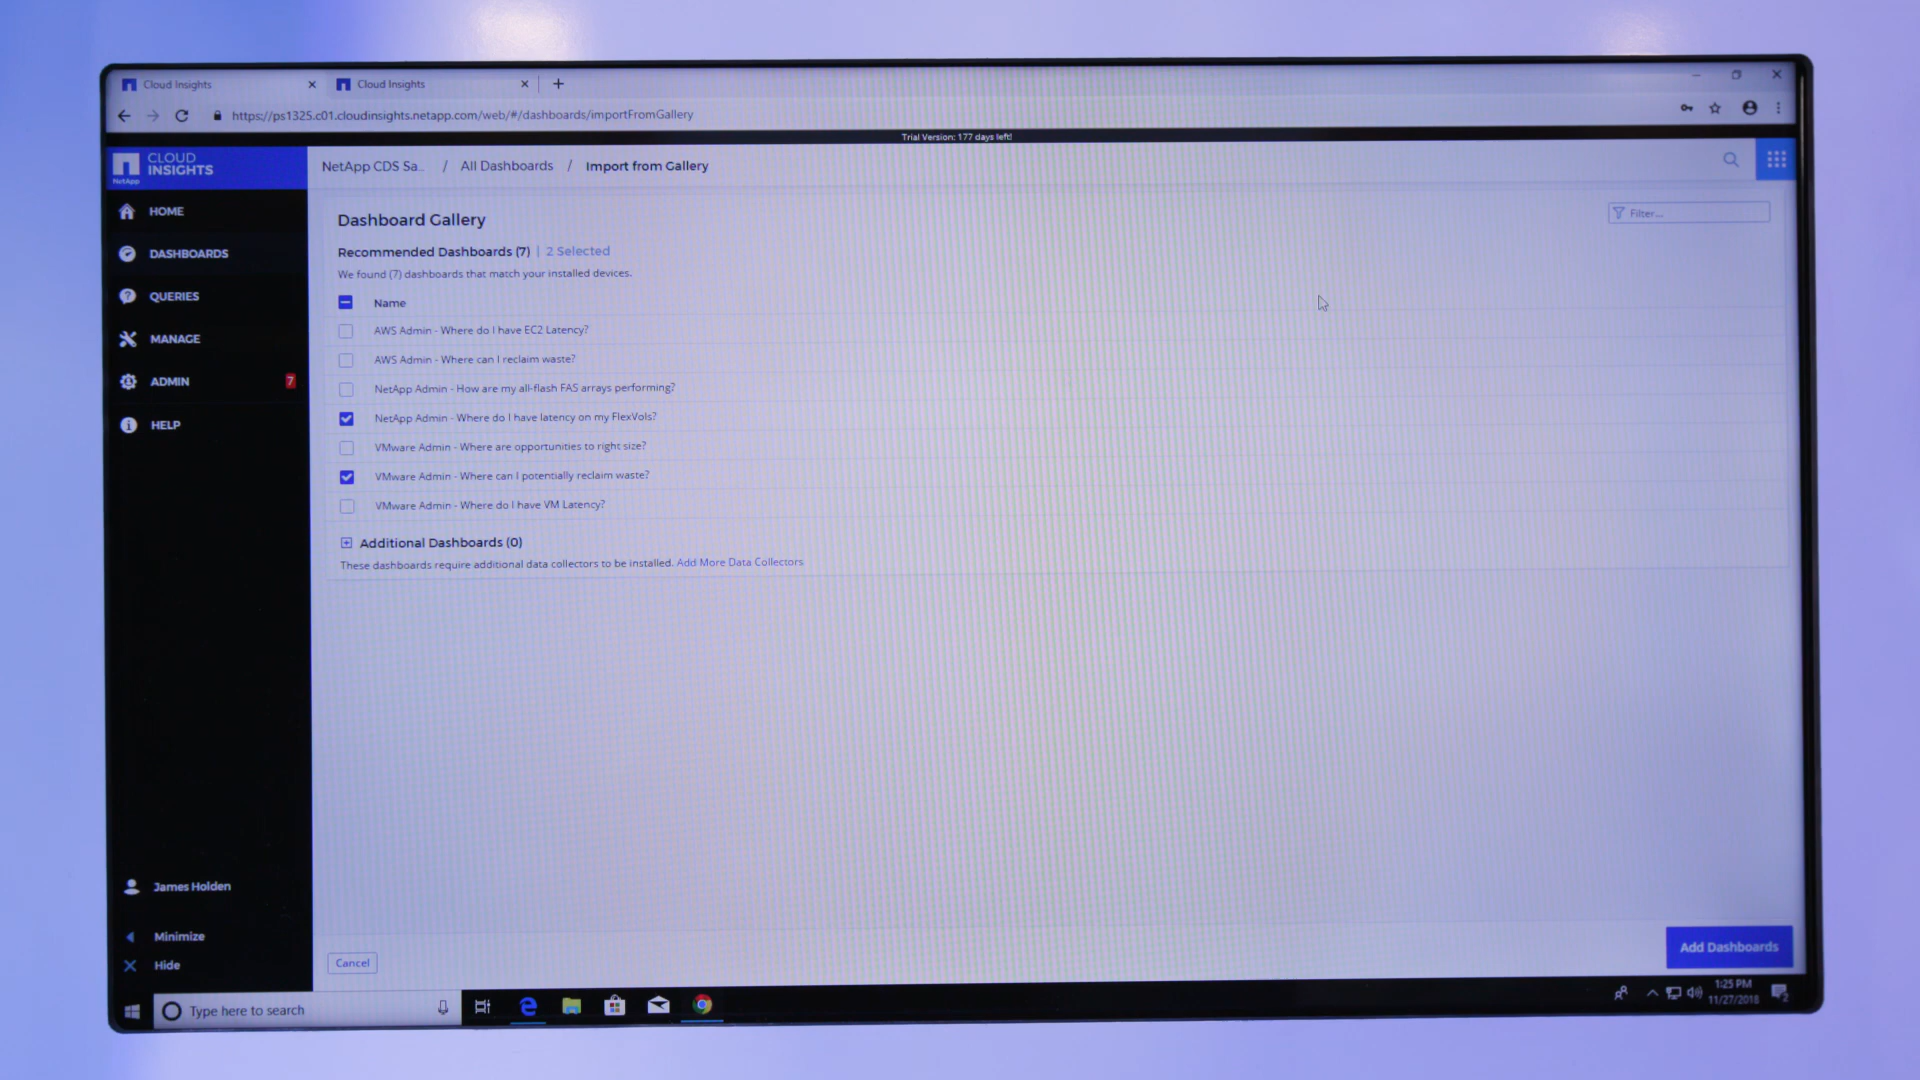 Cloud Insights
Cloud Insights
https://ps1325.c01.cloudinsights.netapp.com/web/#/dashboards/importFromGallery
Trial Version: 177 days left!
NetApp
CLOUD
INSIGHTS
NetApp CDS Sa... / All Dashboards / Import from Gallery
HOME
DASHBOARDS
QUERIES
MANAGE
ADMIN 7
HELP
Dashboard Gallery
Filter...
Recommended Dashboards (7) | 2 Selected
We found (7) dashboards that match your installed devices.
Name
AWS Admin - Where do I have EC2 Latency?
AWS Admin - Where can I reclaim waste?
NetApp Admin - How are my all-flash FAS arrays performing?
NetApp Admin - Where do I have latency on my FlexVols?
VMware Admin - Where are opportunities to right size?
VMware Admin - Where can I potentially reclaim waste?
VMware Admin - Where do I have VM Latency?
Additional Dashboards (0)
These dashboards require additional data collectors to be installed. Add More Data Collectors
James Holden
Minimize
Hide
Cancel
Add Dashboards
Type here to search
1:25 PM
11/27/2018
2